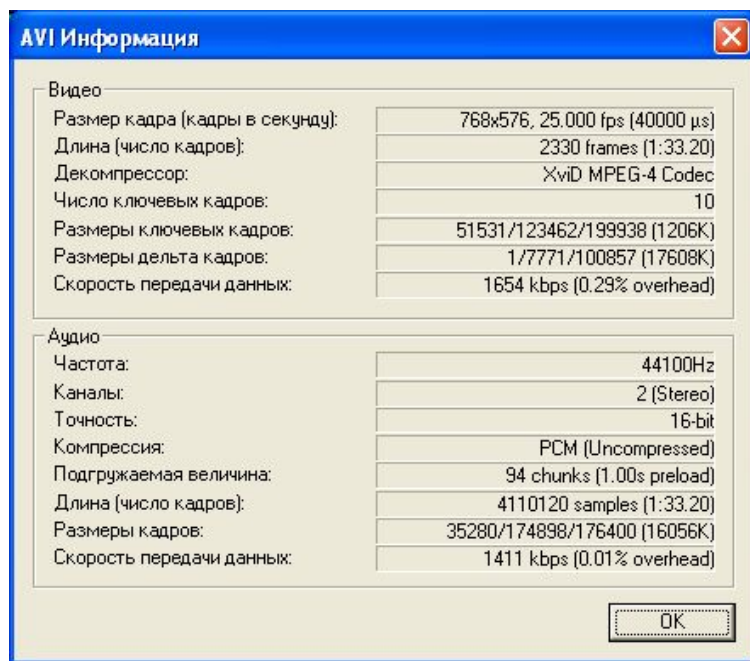 AVI Информация
Видео
Размер кадра (кадры в секунду): 768x576, 25.000 fps (40000 µs)
Длина (число кадров): 2330 frames (1:33.20)
Декомпрессор: XviD MPEG-4 Codec
Число ключевых кадров: 10
Размеры ключевых кадров: 51531/123462/199938 (1206K)
Размеры дельта кадров: 1/7771/100857 (17608K)
Скорость передачи данных: 1654 kbps (0.29% overhead)
Аудио
Частота: 44100Hz
Каналы: 2 (Stereo)
Точность: 16-bit
Компрессия: PCM (Uncompressed)
Подгружаемая величина: 94 chunks (1.00s preload)
Длина (число кадров): 4110120 samples (1:33.20)
Размеры кадров: 35280/174898/176400 (16056K)
Скорость передачи данных: 1411 kbps (0.01% overhead)
OK